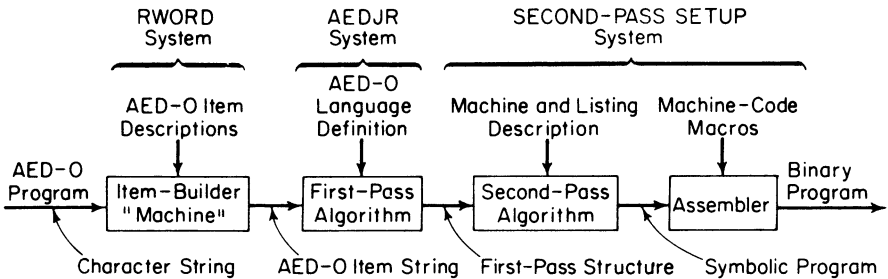 RWORD
System
AEDJR
System
SECOND-PASS SETUP
System
AED-O Item
Descriptions
AED-O
Language
Definition
Machine and Listing
Description
Machine-Code
Macros
AED-O
Program
Item-Builder
"Machine"
First-Pass
Algorithm
Second-Pass
Algorithm
Assembler
Binary
Program
Character String
AED-O Item String
First-Pass Structure
Symbolic Program